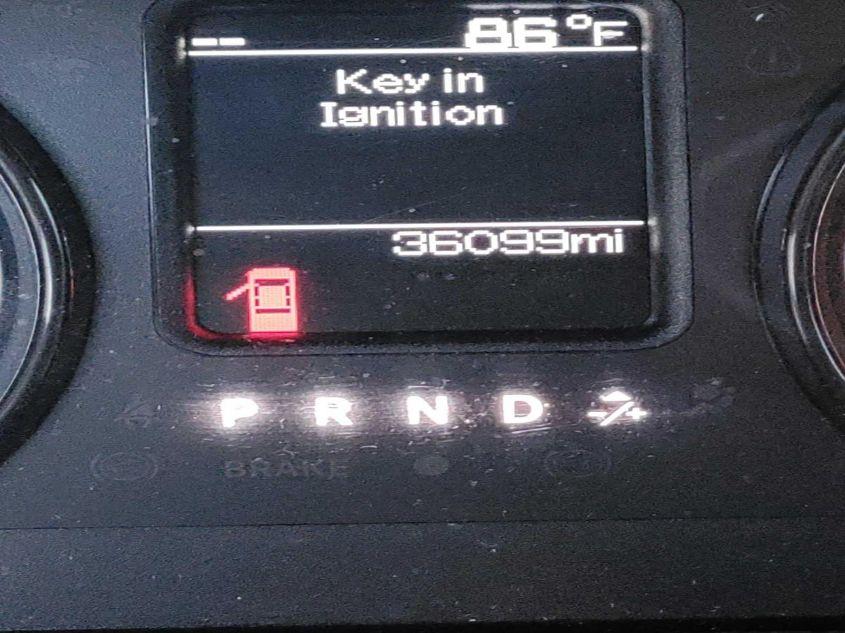 -- 86°F
Key in
Ignition
36099mi
P R N D -/+
BRAKE